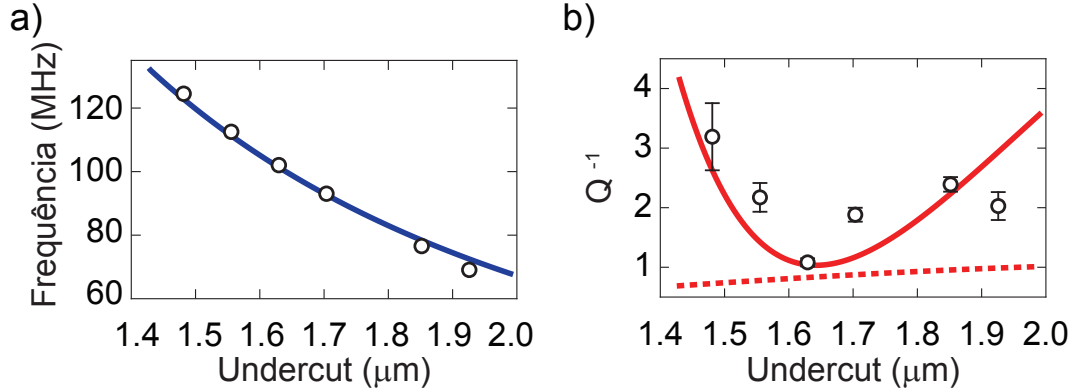 a)
Frequência (MHz)
120
100
80
60
1.4 1.5 1.6 1.7 1.8 1.9 2.0
Undercut (μm)
b)
Q⁻¹
4
3
2
1
1.4 1.5 1.6 1.7 1.8 1.9 2.0
Undercut (μm)